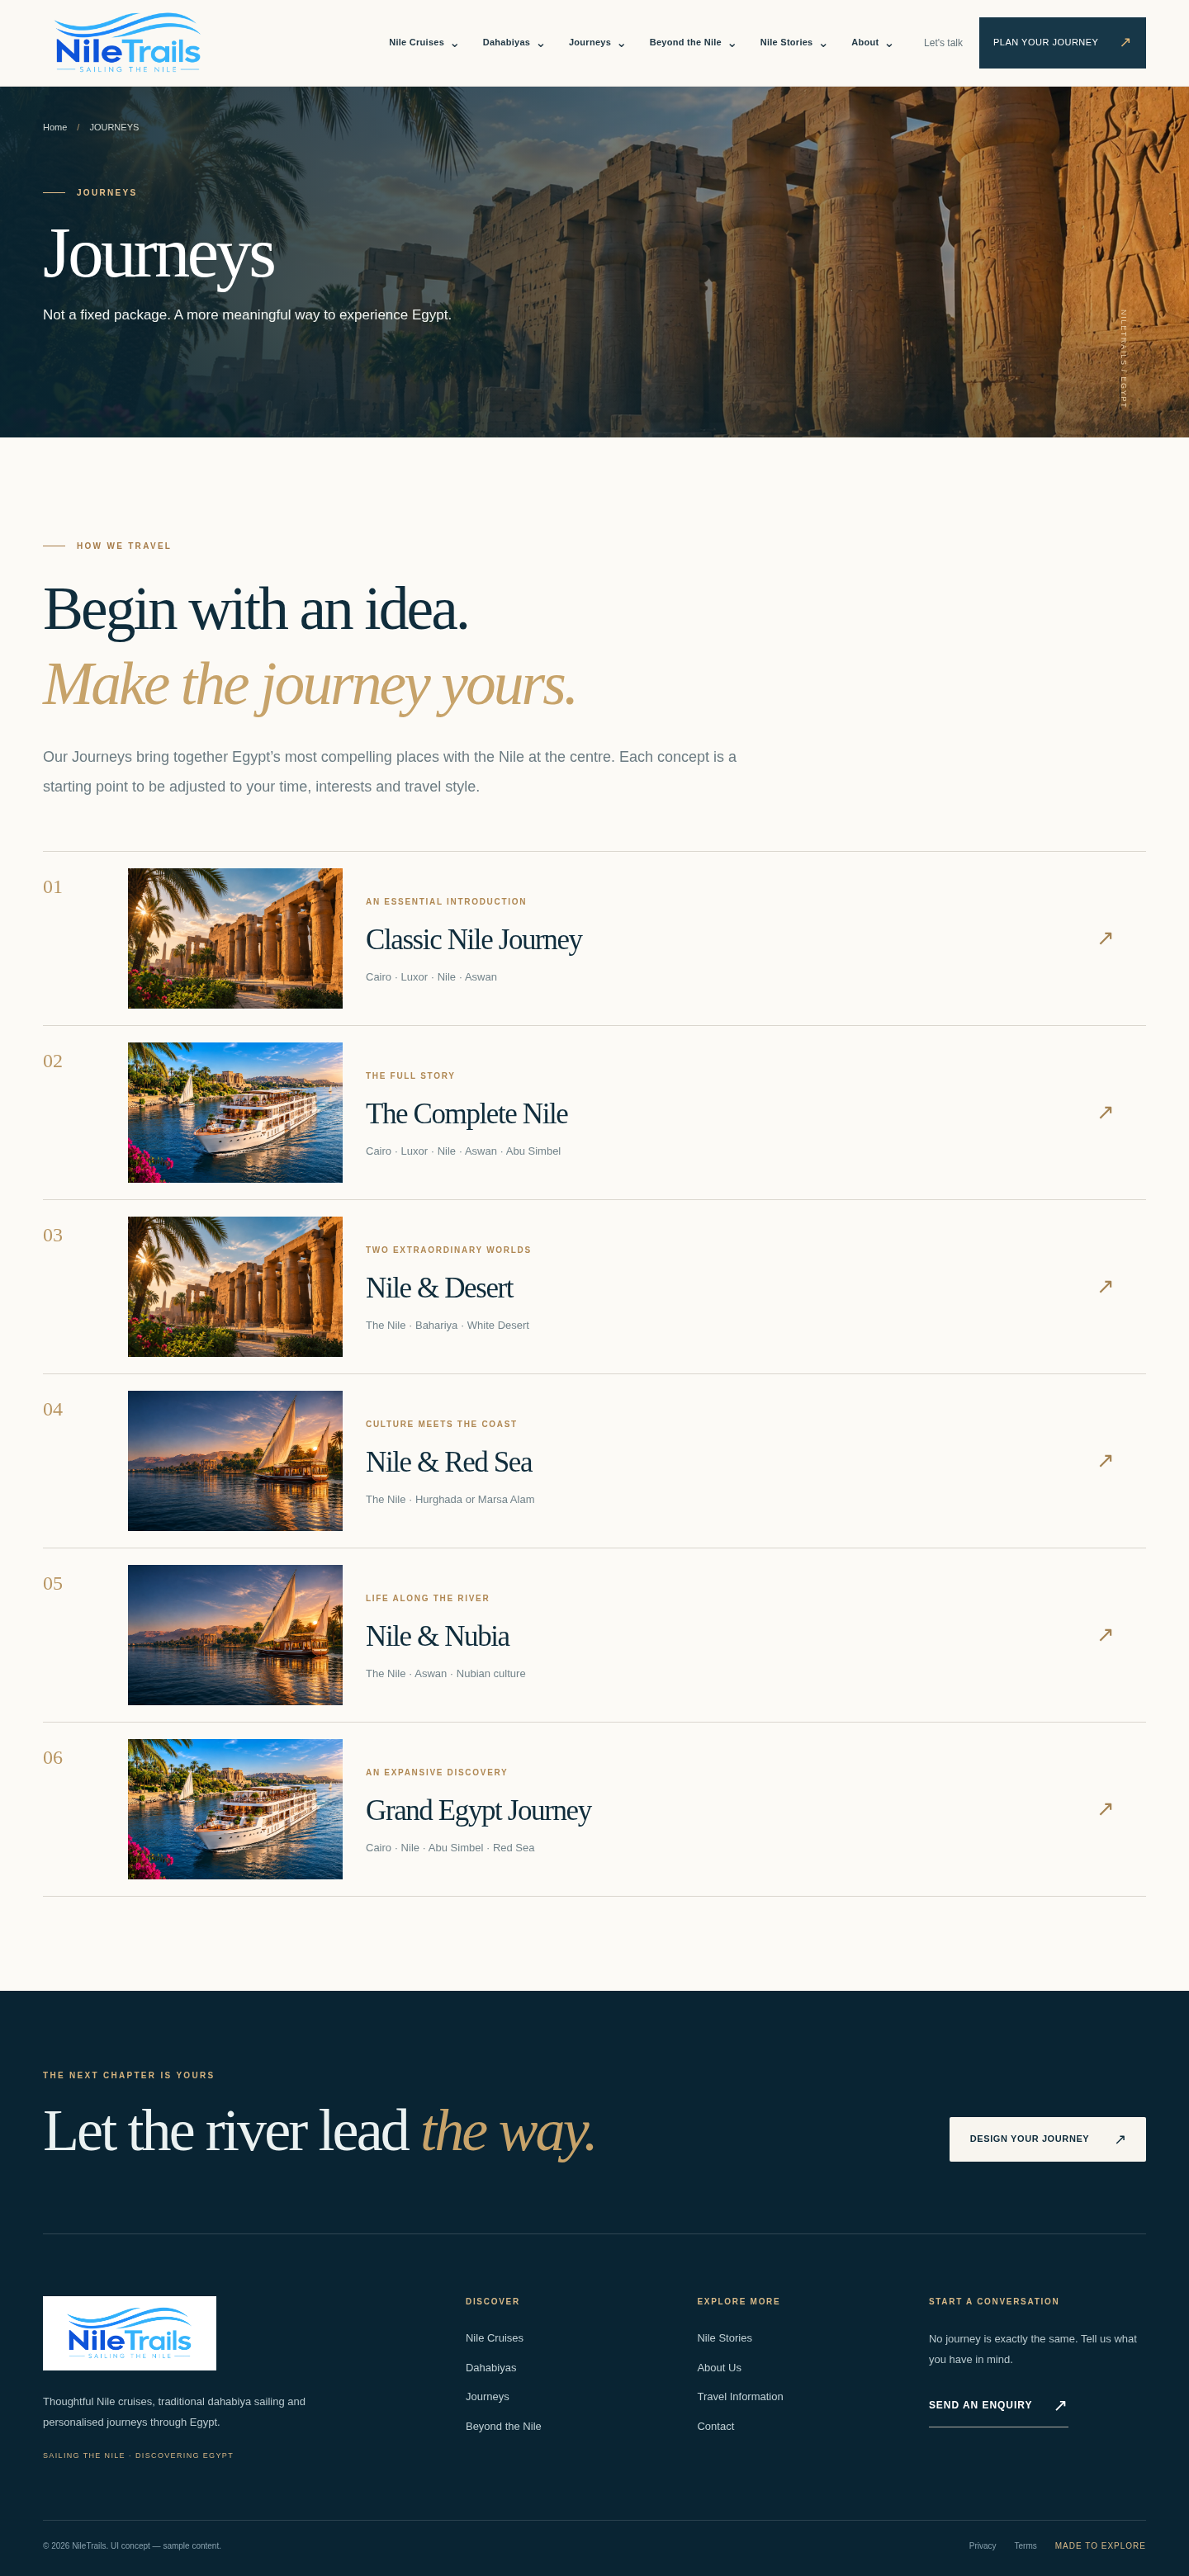 NileTrails
SAILING THE NILE
Nile Cruises
Dahabiyas
Journeys
Beyond the Nile
Nile Stories
About
Let's talk
PLAN YOUR JOURNEY ↗
Home / JOURNEYS
JOURNEYS
Journeys
Not a fixed package. A more meaningful way to experience Egypt.
NILETRAILS / EGYPT
HOW WE TRAVEL
Begin with an idea.
Make the journey yours.
Our Journeys bring together Egypt’s most compelling places with the Nile at the centre. Each concept is a
starting point to be adjusted to your time, interests and travel style.
01
AN ESSENTIAL INTRODUCTION
Classic Nile Journey
Cairo · Luxor · Nile · Aswan
↗
02
THE FULL STORY
The Complete Nile
Cairo · Luxor · Nile · Aswan · Abu Simbel
↗
03
TWO EXTRAORDINARY WORLDS
Nile & Desert
The Nile · Bahariya · White Desert
↗
04
CULTURE MEETS THE COAST
Nile & Red Sea
The Nile · Hurghada or Marsa Alam
↗
05
LIFE ALONG THE RIVER
Nile & Nubia
The Nile · Aswan · Nubian culture
↗
06
AN EXPANSIVE DISCOVERY
Grand Egypt Journey
Cairo · Nile · Abu Simbel · Red Sea
↗
THE NEXT CHAPTER IS YOURS
Let the river lead the way.
DESIGN YOUR JOURNEY ↗
NileTrails
SAILING THE NILE
Thoughtful Nile cruises, traditional dahabiya sailing and
personalised journeys through Egypt.
SAILING THE NILE · DISCOVERING EGYPT
DISCOVER
Nile Cruises
Dahabiyas
Journeys
Beyond the Nile
EXPLORE MORE
Nile Stories
About Us
Travel Information
Contact
START A CONVERSATION
No journey is exactly the same. Tell us what
you have in mind.
SEND AN ENQUIRY ↗
© 2026 NileTrails. UI concept — sample content.
Privacy
Terms
MADE TO EXPLORE